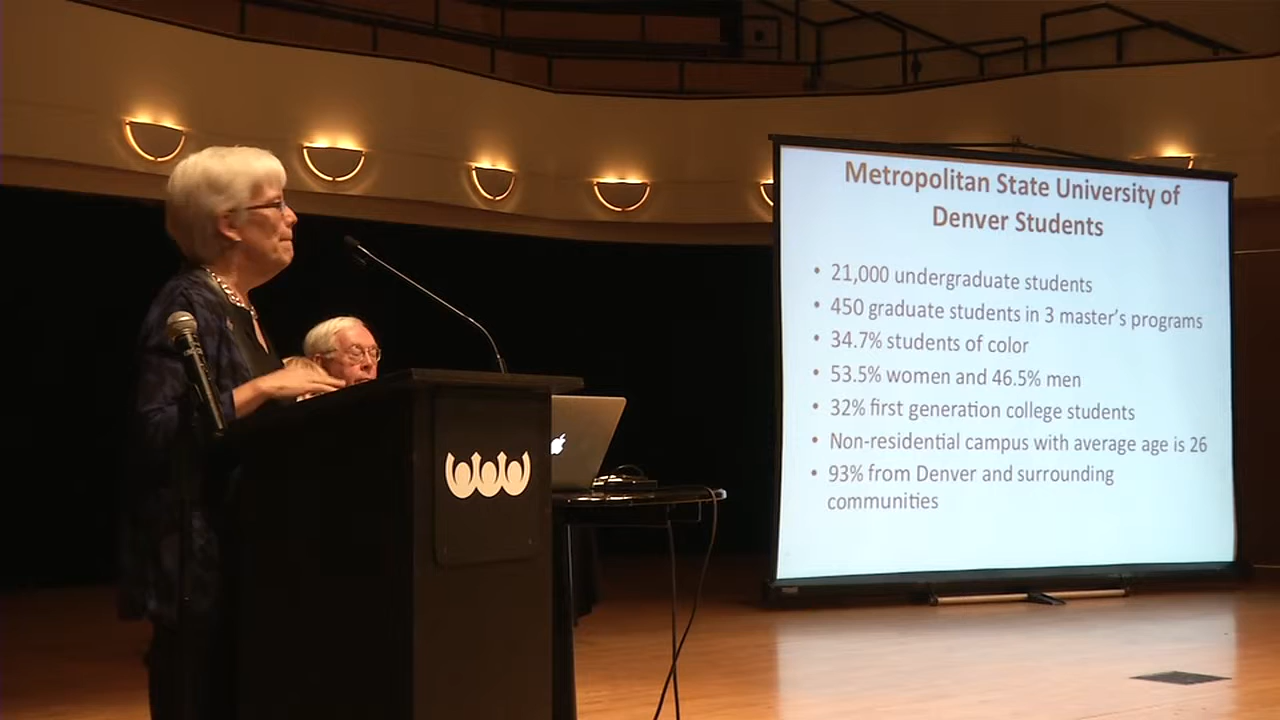 Metropolitan State University of
Denver Students
• 21,000 undergraduate students
• 450 graduate students in 3 master's programs
• 34.7% students of color
• 53.5% women and 46.5% men
• 32% first generation college students
• Non-residential campus with average age is 26
• 93% from Denver and surrounding
communities